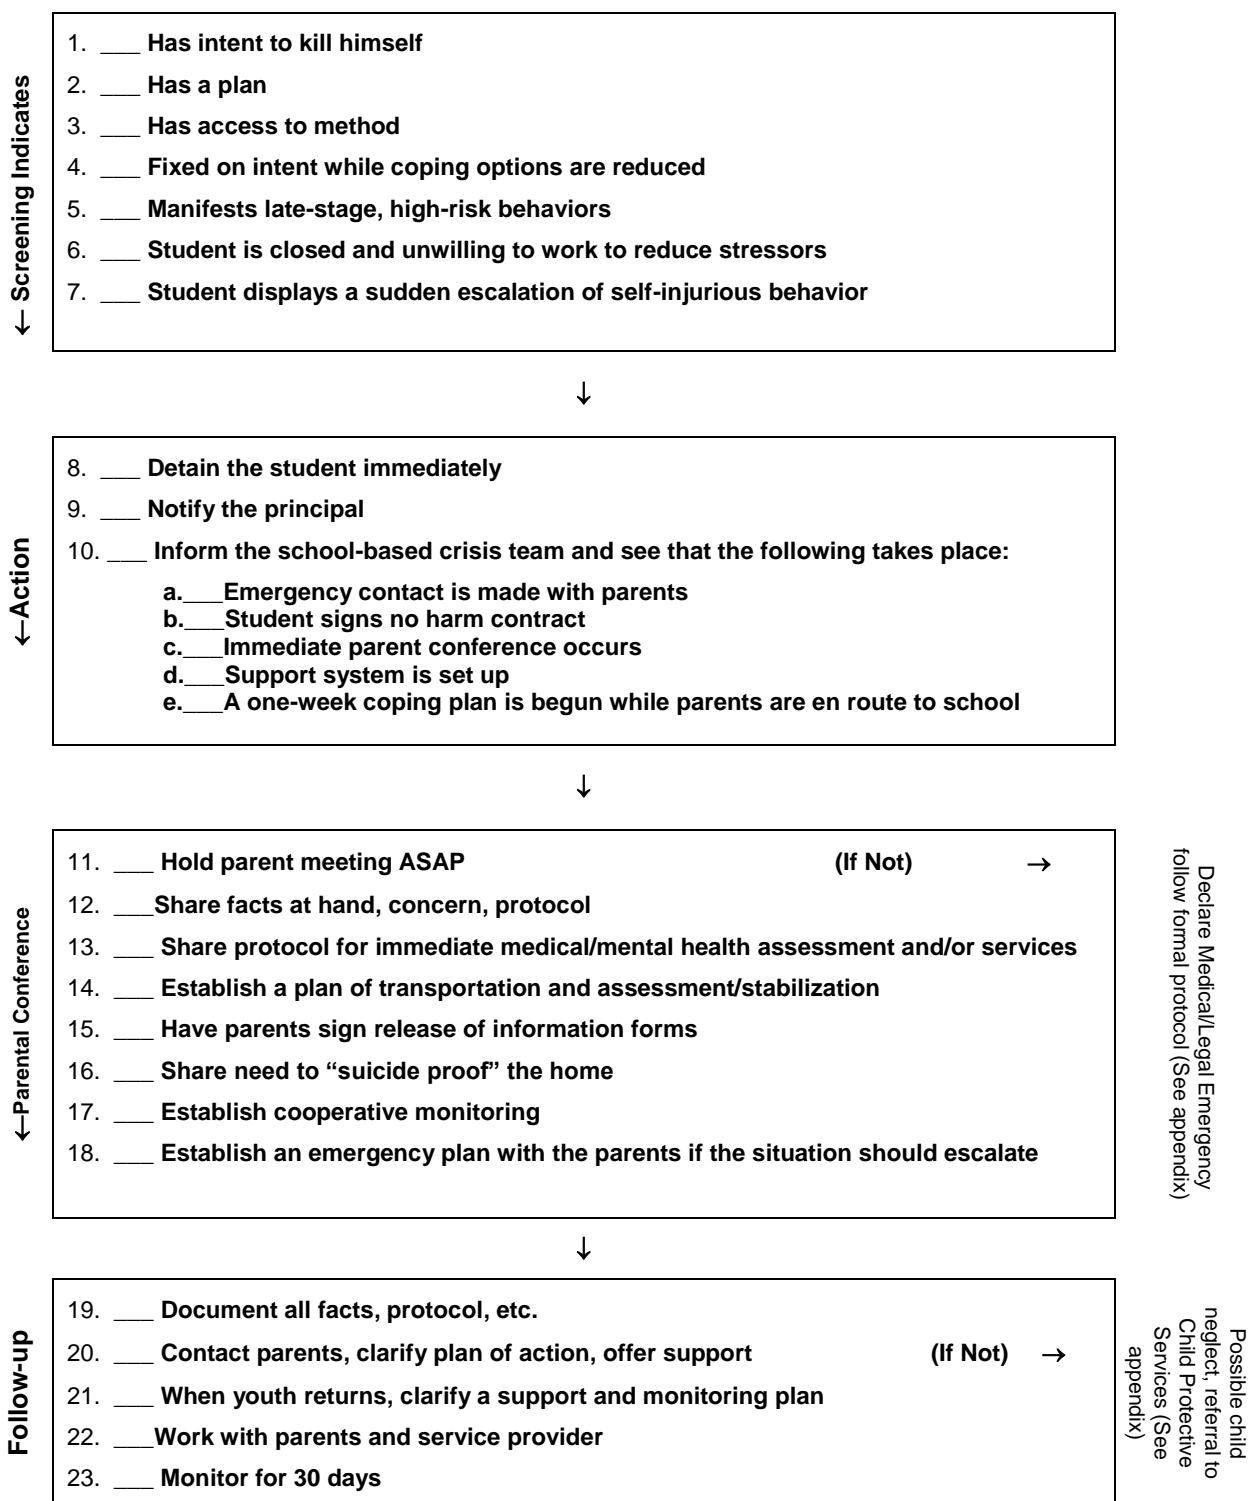 ← Screening Indicates
1. ___ Has intent to kill himself
2. ___ Has a plan
3. ___ Has access to method
4. ___ Fixed on intent while coping options are reduced
5. ___ Manifests late-stage, high-risk behaviors
6. ___ Student is closed and unwilling to work to reduce stressors
7. ___ Student displays a sudden escalation of self-injurious behavior
↓
←Action
8. ___ Detain the student immediately
9. ___ Notify the principal
10. ___ Inform the school-based crisis team and see that the following takes place:
a.___Emergency contact is made with parents
b.___Student signs no harm contract
c.___Immediate parent conference occurs
d.___Support system is set up
e.___A one-week coping plan is begun while parents are en route to school
↓
←Parental Conference
11. ___ Hold parent meeting ASAP (If Not) →
12. ___Share facts at hand, concern, protocol
13. ___ Share protocol for immediate medical/mental health assessment and/or services
14. ___ Establish a plan of transportation and assessment/stabilization
15. ___ Have parents sign release of information forms
16. ___ Share need to “suicide proof” the home
17. ___ Establish cooperative monitoring
18. ___ Establish an emergency plan with the parents if the situation should escalate
Declare Medical/Legal Emergency
follow formal protocol (See appendix)
↓
Follow-up
19. ___ Document all facts, protocol, etc.
20. ___ Contact parents, clarify plan of action, offer support (If Not) →
21. ___ When youth returns, clarify a support and monitoring plan
22. ___Work with parents and service provider
23. ___ Monitor for 30 days
Possible child
neglect, referral to
Child Protective
Services (See
appendix)